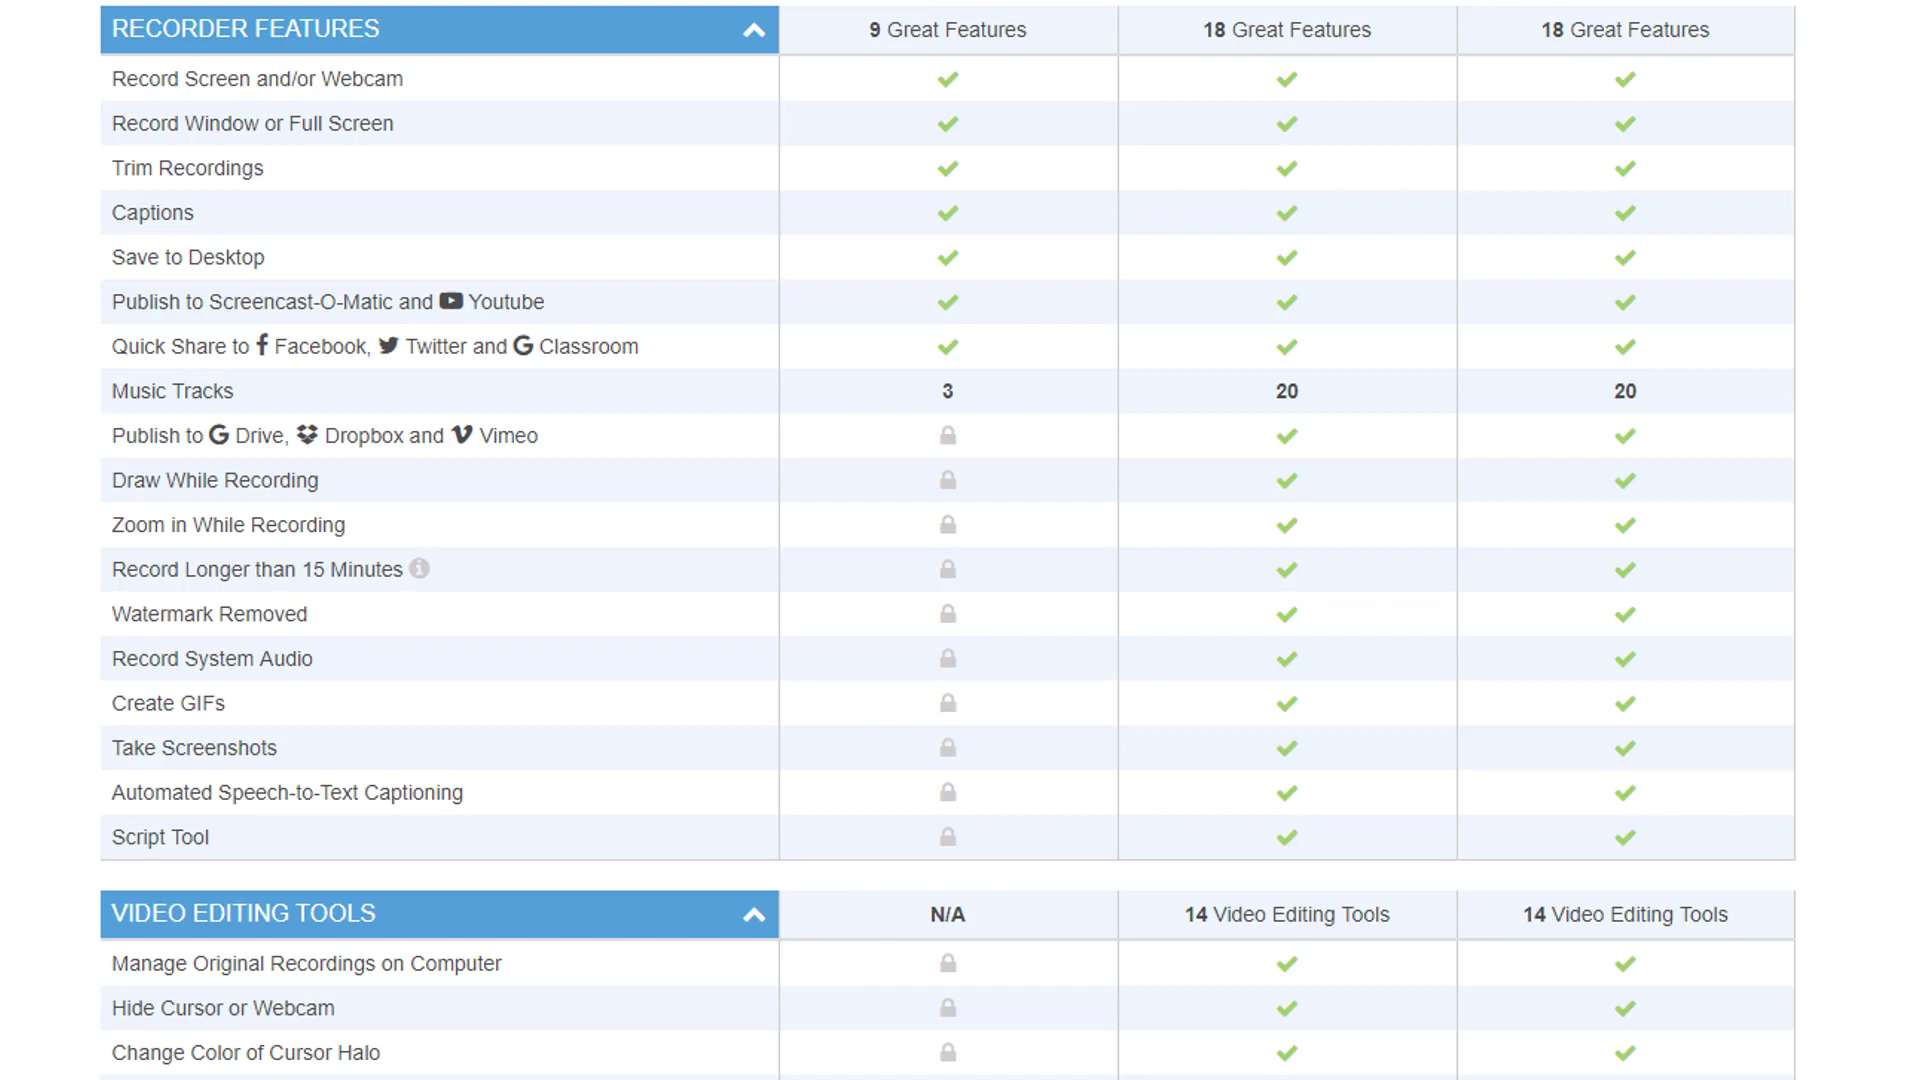 RECORDER FEATURES 9 Great Features 18 Great Features 18 Great Features
Record Screen and/or Webcam
Record Window or Full Screen
Trim Recordings
Captions
Save to Desktop
Publish to Screencast-O-Matic and Youtube
Quick Share to Facebook, Twitter and Classroom
Music Tracks 3 20 20
Publish to Drive, Dropbox and Vimeo
Draw While Recording
Zoom in While Recording
Record Longer than 15 Minutes
Watermark Removed
Record System Audio
Create GIFs
Take Screenshots
Automated Speech-to-Text Captioning
Script Tool
VIDEO EDITING TOOLS N/A 14 Video Editing Tools 14 Video Editing Tools
Manage Original Recordings on Computer
Hide Cursor or Webcam
Change Color of Cursor Halo